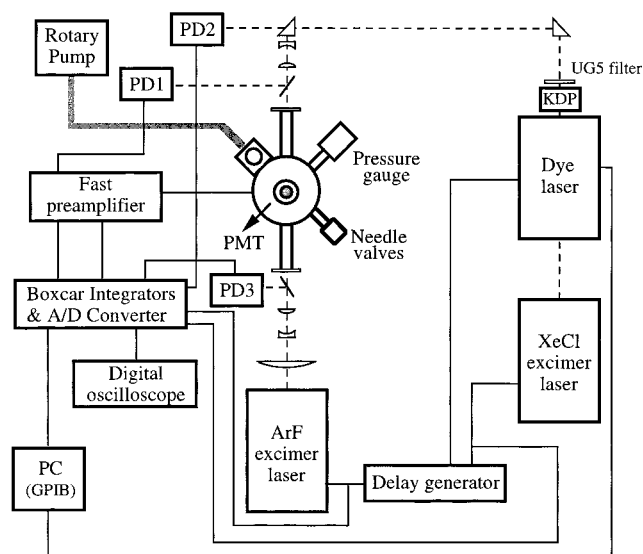 Rotary
Pump
PD2
PD1
UG5 filter
KDP
Pressure
gauge
Dye
laser
Fast
preamplifier
PMT
Needle
valves
PD3
Boxcar Integrators
& A/D Converter
XeCl
excimer
laser
Digital
oscilloscope
ArF
excimer
laser
PC
(GPIB)
Delay generator